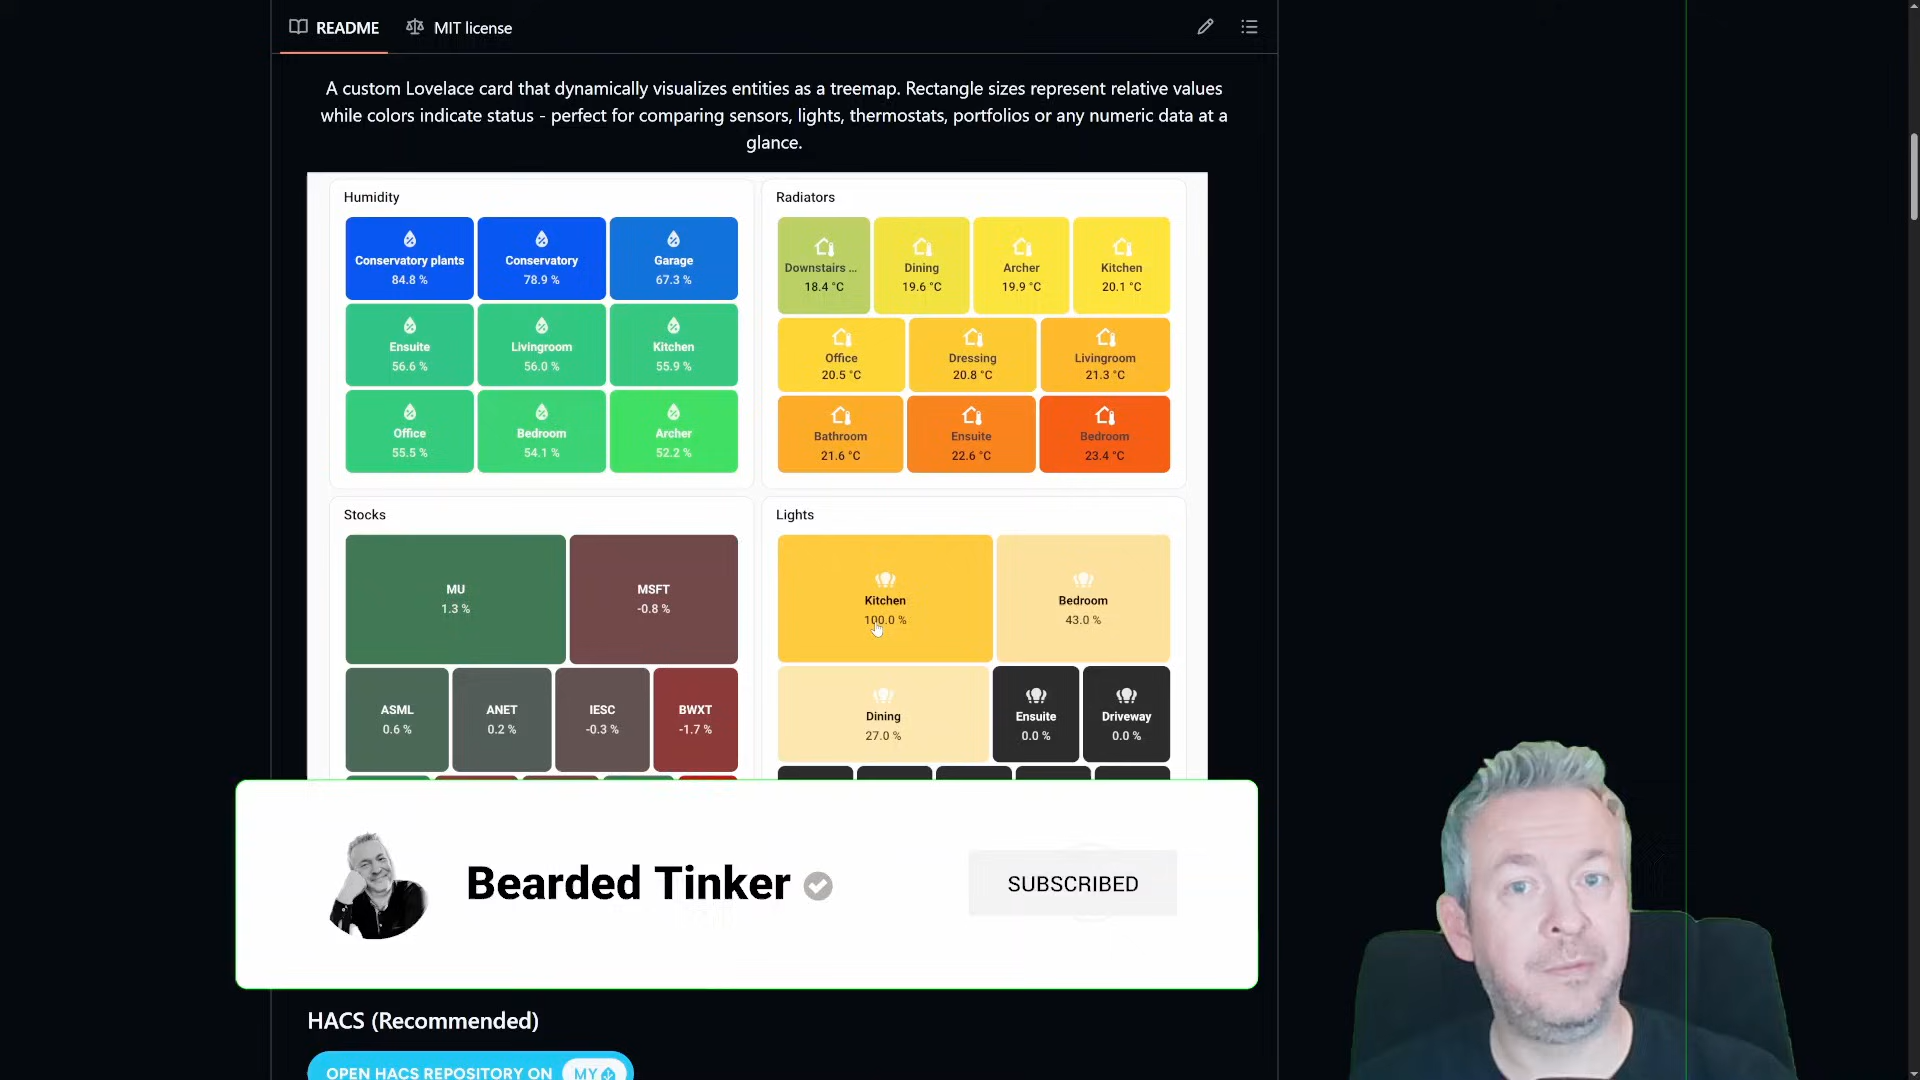 README
MIT license
A custom Lovelace card that dynamically visualizes entities as a treemap. Rectangle sizes represent relative values
while colors indicate status - perfect for comparing sensors, lights, thermostats, portfolios or any numeric data at a
glance.
Humidity
Conservatory plants
84.8 %
Conservatory
78.9 %
Garage
67.3 %
Ensuite
56.6 %
Livingroom
56.0 %
Kitchen
55.9 %
Office
55.5 %
Bedroom
54.1 %
Archer
52.2 %
Radiators
Downstairs ...
18.4 °C
Dining
19.6 °C
Archer
19.9 °C
Kitchen
20.1 °C
Office
20.5 °C
Dressing
20.8 °C
Livingroom
21.3 °C
Bathroom
21.6 °C
Ensuite
22.6 °C
Bedroom
23.4 °C
Stocks
MU
1.3 %
MSFT
-0.8 %
ASML
0.6 %
ANET
0.2 %
IESC
-0.3 %
BWXT
-1.7 %
Lights
Kitchen
100.0 %
Bedroom
43.0 %
Dining
27.0 %
Ensuite
0.0 %
Driveway
0.0 %
Bearded Tinker
SUBSCRIBED
HACS (Recommended)
OPEN HACS REPOSITORY ON MY